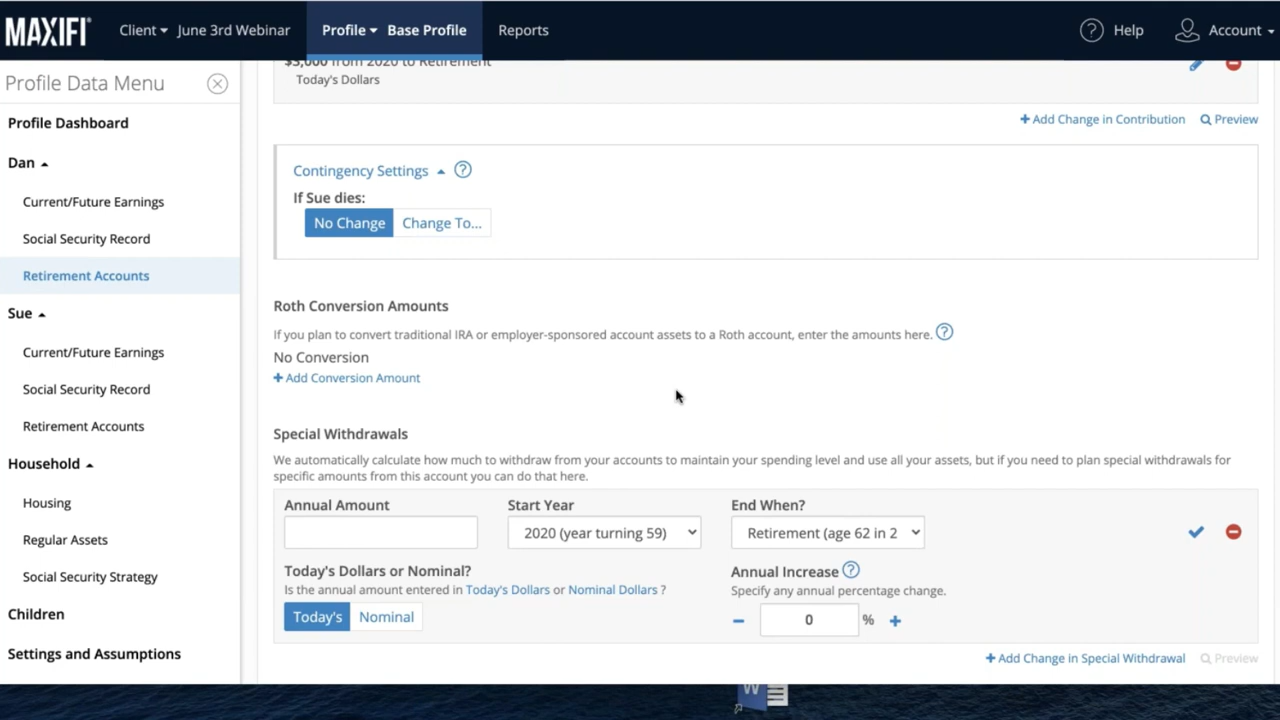 MAXIFI®
Client
June 3rd Webinar
Profile
Base Profile
Reports
Help
Account
Profile Data Menu
Profile Dashboard
Dan
Current/Future Earnings
Social Security Record
Retirement Accounts
Sue
Current/Future Earnings
Social Security Record
Retirement Accounts
Household
Housing
Regular Assets
Social Security Strategy
Children
Settings and Assumptions
$5,000 from 2020 to Retirement
Today's Dollars
+ Add Change in Contribution
Preview
Contingency Settings ?
If Sue dies:
No Change
Change To...
Roth Conversion Amounts
If you plan to convert traditional IRA or employer-sponsored account assets to a Roth account, enter the amounts here. ?
No Conversion
+ Add Conversion Amount
Special Withdrawals
We automatically calculate how much to withdraw from your accounts to maintain your spending level and use all your assets, but if you need to plan special withdrawals for
specific amounts from this account you can do that here.
Annual Amount
Start Year
End When?
2020 (year turning 59)
Retirement (age 62 in 2
Today's Dollars or Nominal?
Is the annual amount entered in Today's Dollars or Nominal Dollars ?
Today's
Nominal
Annual Increase ?
Specify any annual percentage change.
− 0 % +
+ Add Change in Special Withdrawal
Preview
W